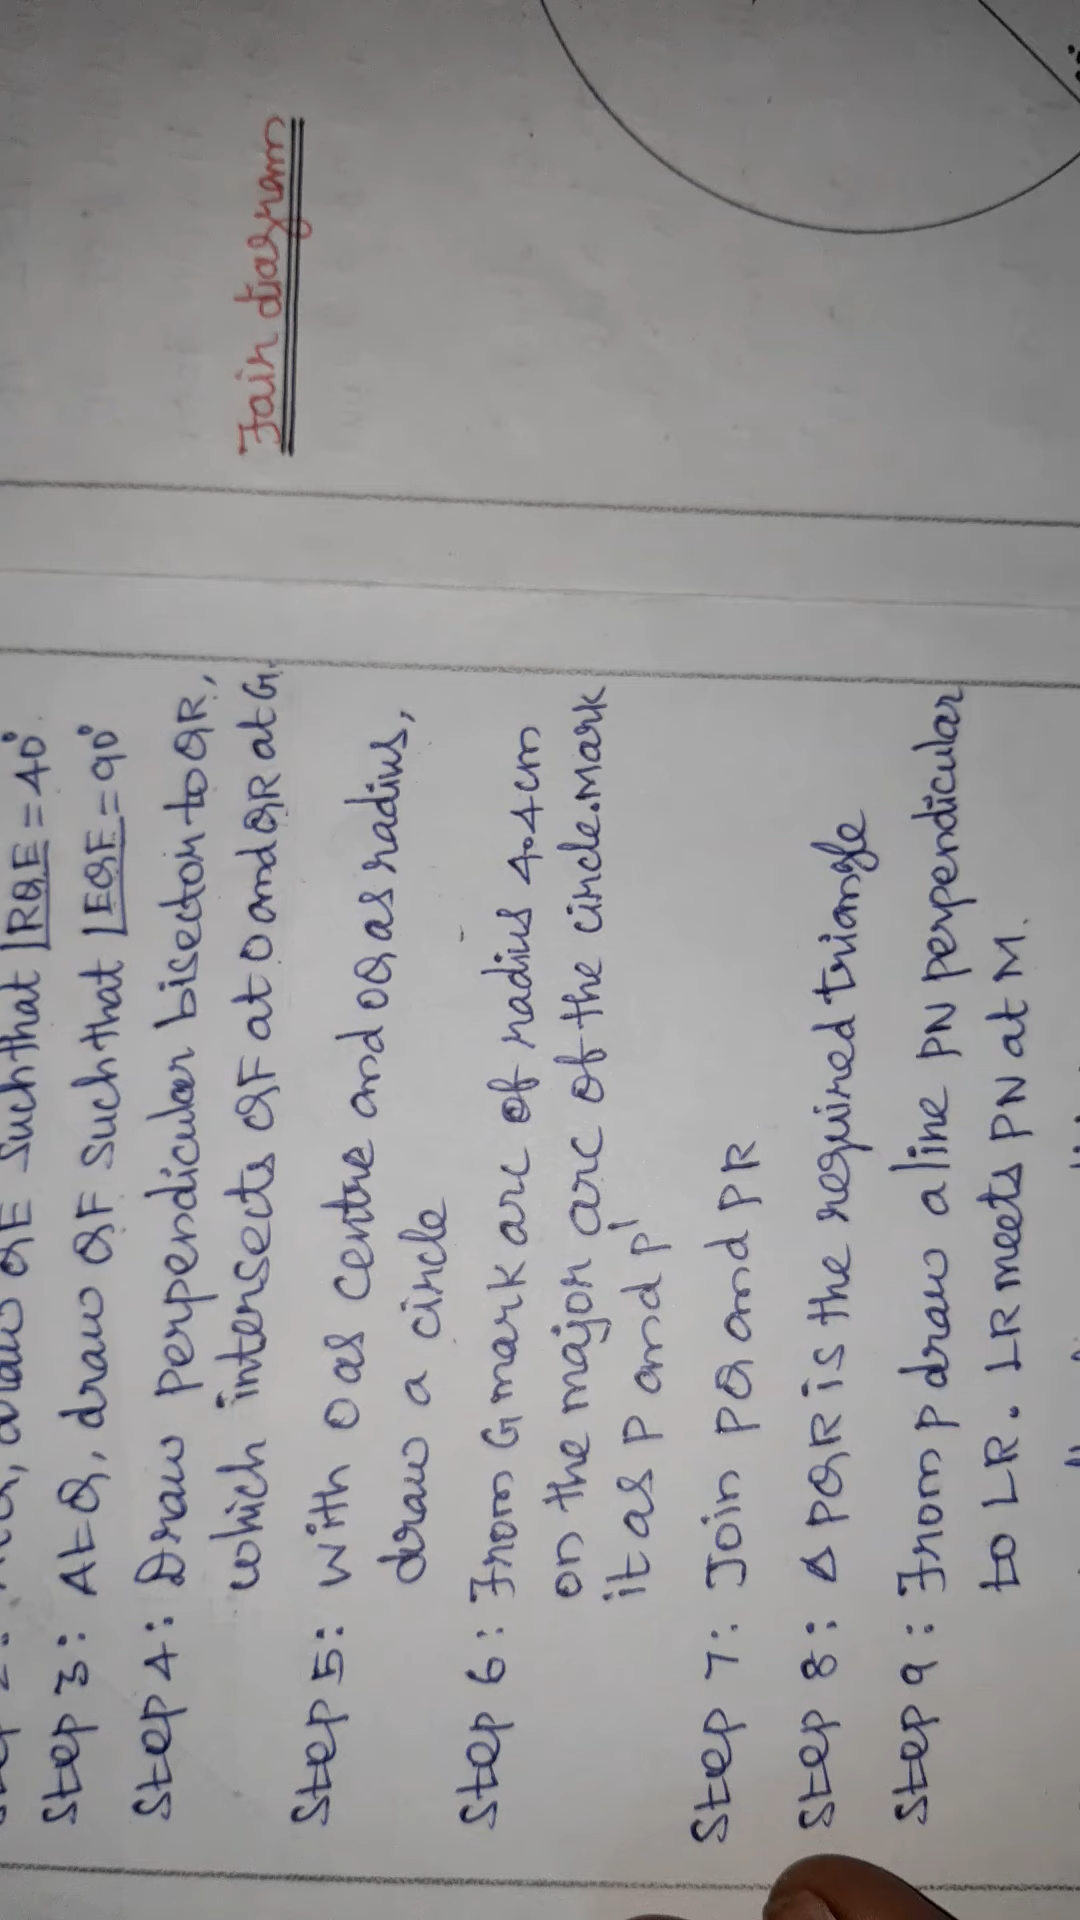 draw QE such that ∠RQE = 40°.
Step 3: At Q, draw QF such that ∠EQF = 90°
Step 4: Draw perpendicular bisector to QR,
which intersects QF at O and QR at G.
Step 5: with O as centre and OQ as radius,
draw a circle
Step 6: From G mark arc of radius 4.4cm
on the major arc of the circle. Mark
it as P and P'
Step 7: Join PQ and PR
Step 8: Δ PQR is the required triangle
Step 9: From P draw a line PN perpendicular
to LR. LR meets PN at M.
Fair diagram